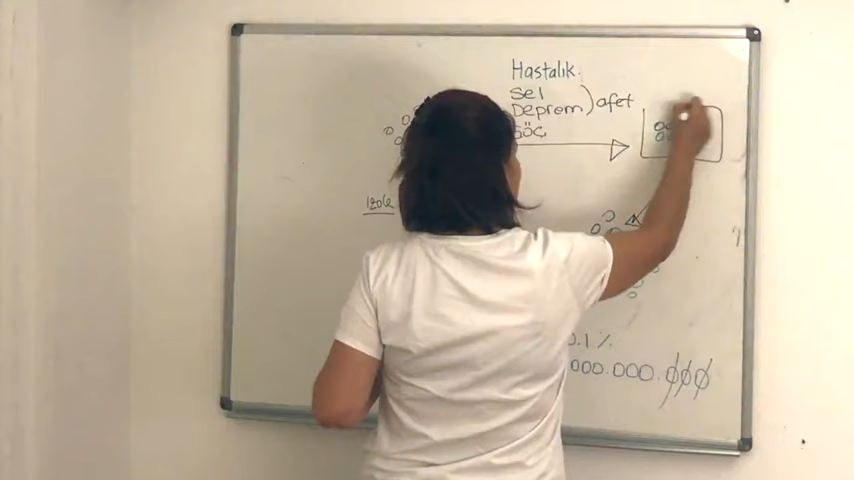 Hastalık
Sel
Deprem) afet
Göç
İzole
0.1%
000.000.000